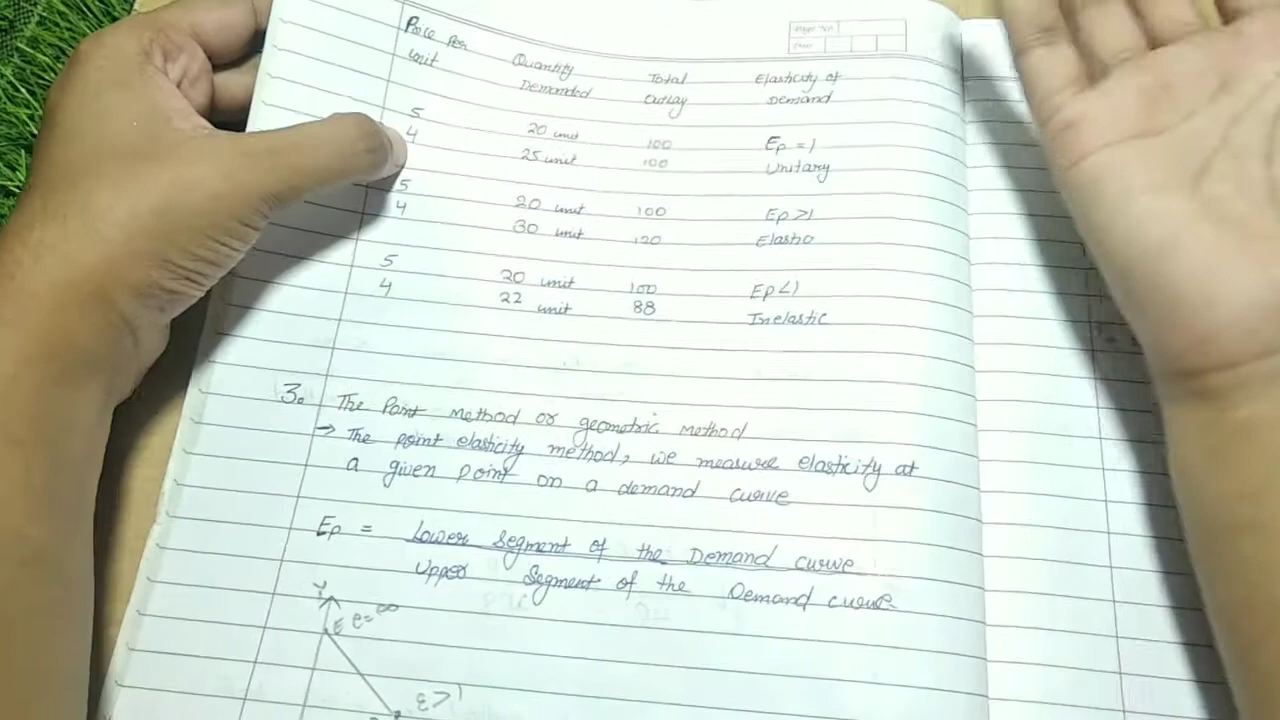 Price Per unit
Quantity Demanded
Total outlay
Elasticity of Demand
5 20 unit 100 Ep = 1
4 25 unit 100 Unitary
5 20 unit 100 Ep >1
4 30 unit 120 Elastic
5 20 unit 100 Ep <1
4 22 unit 88 Inelastic
3. The Point method or geometric method
→ The point elasticity method, we measure elasticity at
a given point on a demand curve
Ep = Lower Segment of the Demand curve
Upper Segment of the Demand curve
Y
E e=∞
E >1